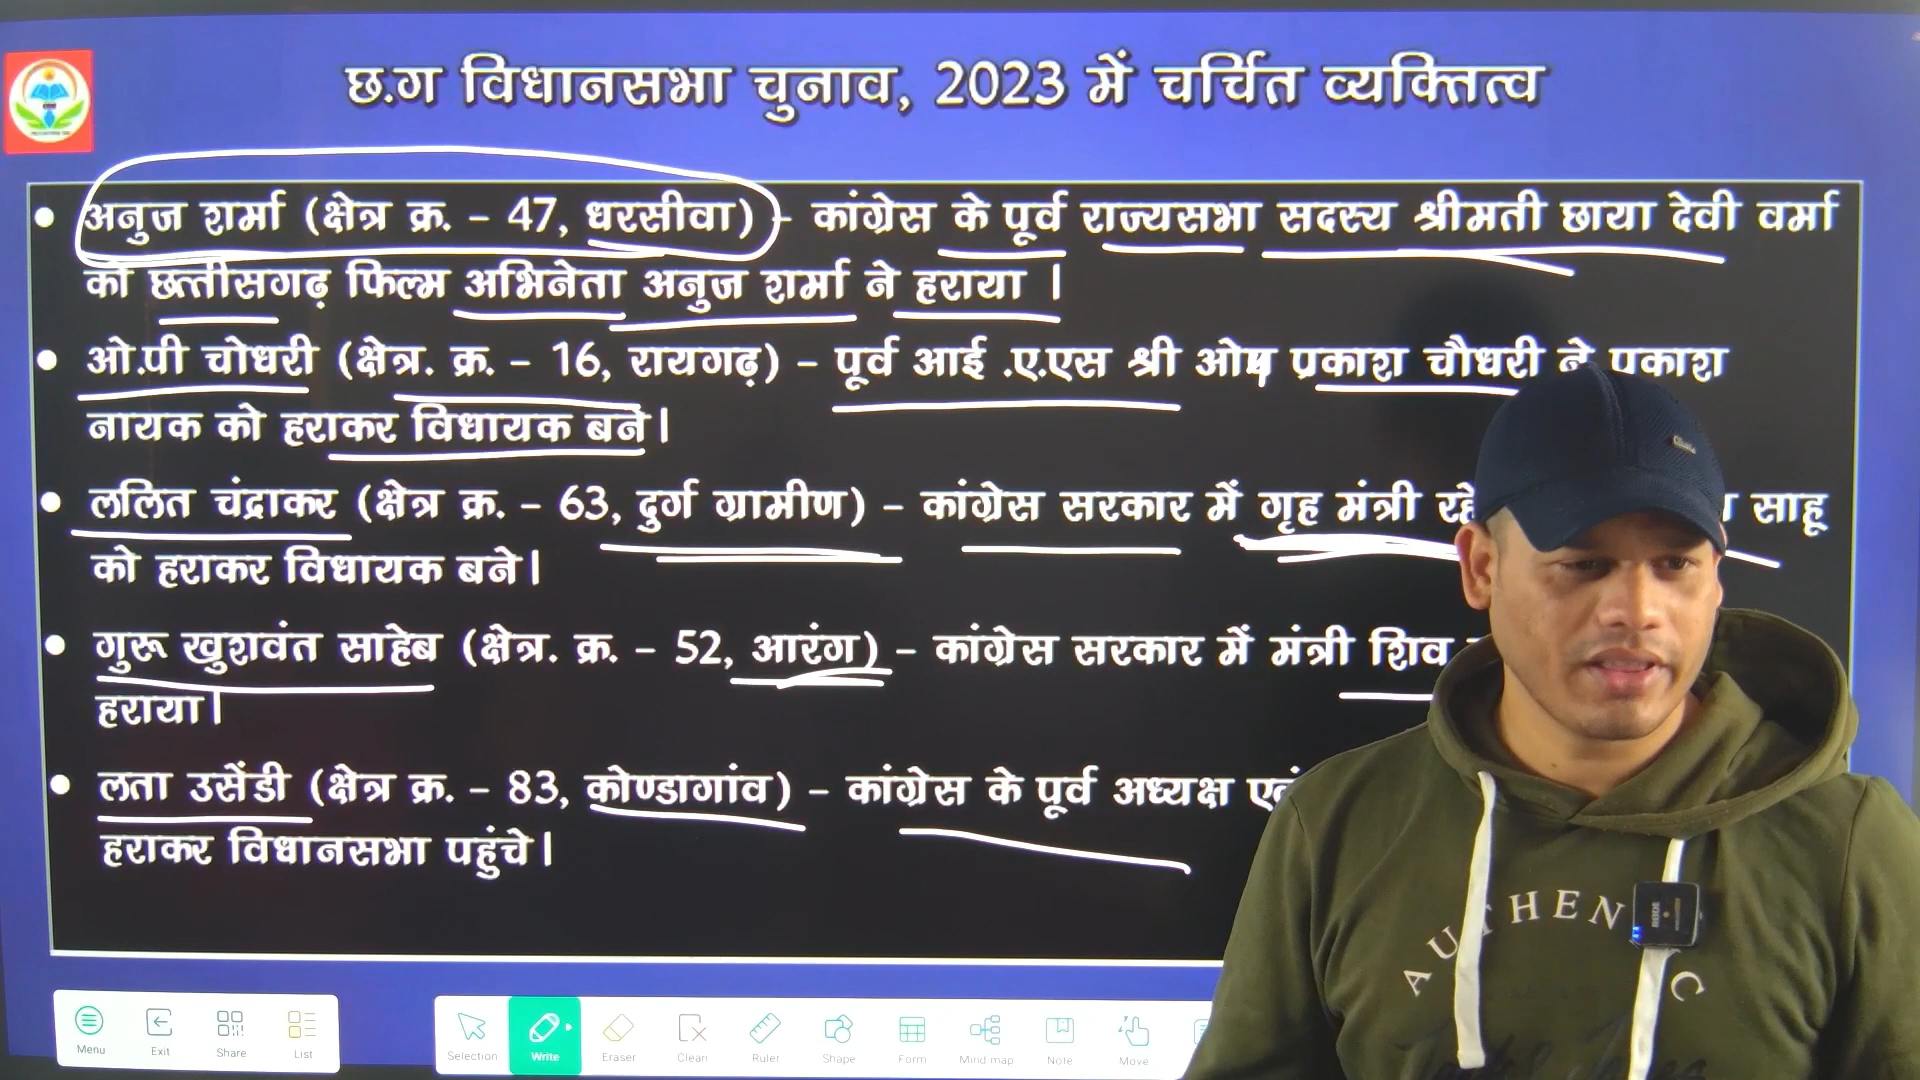 छ.ग विधानसभा चुनाव, 2023 में चर्चित व्यक्तित्व
• अनुज शर्मा (क्षेत्र क्र. - 47, धरसीवा) - कांग्रेस के पूर्व राज्यसभा सदस्य श्रीमती छाया देवी वर्मा
को छत्तीसगढ़ फिल्म अभिनेता अनुज शर्मा ने हराया |
• ओ.पी चोधरी (क्षेत्र. क्र. - 16, रायगढ़) - पूर्व आई .ए.एस श्री ओम प्रकाश चौधरी ने प्रकाश
नायक को हराकर विधायक बने|
• ललित चंद्राकर (क्षेत्र क्र. - 63, दुर्ग ग्रामीण) - कांग्रेस सरकार में गृह मंत्री रहे साहू
को हराकर विधायक बने|
• गुरू खुशवंत साहेब (क्षेत्र. क्र. - 52, आरंग) - कांग्रेस सरकार में मंत्री शिव
हराया|
• लता उसेंडी (क्षेत्र क्र. - 83, कोण्डागांव) - कांग्रेस के पूर्व अध्यक्ष
हराकर विधानसभा पहुंचे|
Menu Exit Share List Selection Write Eraser Clean Ruler Shape Form Mind map Note Move
AUTHEN C
RODE